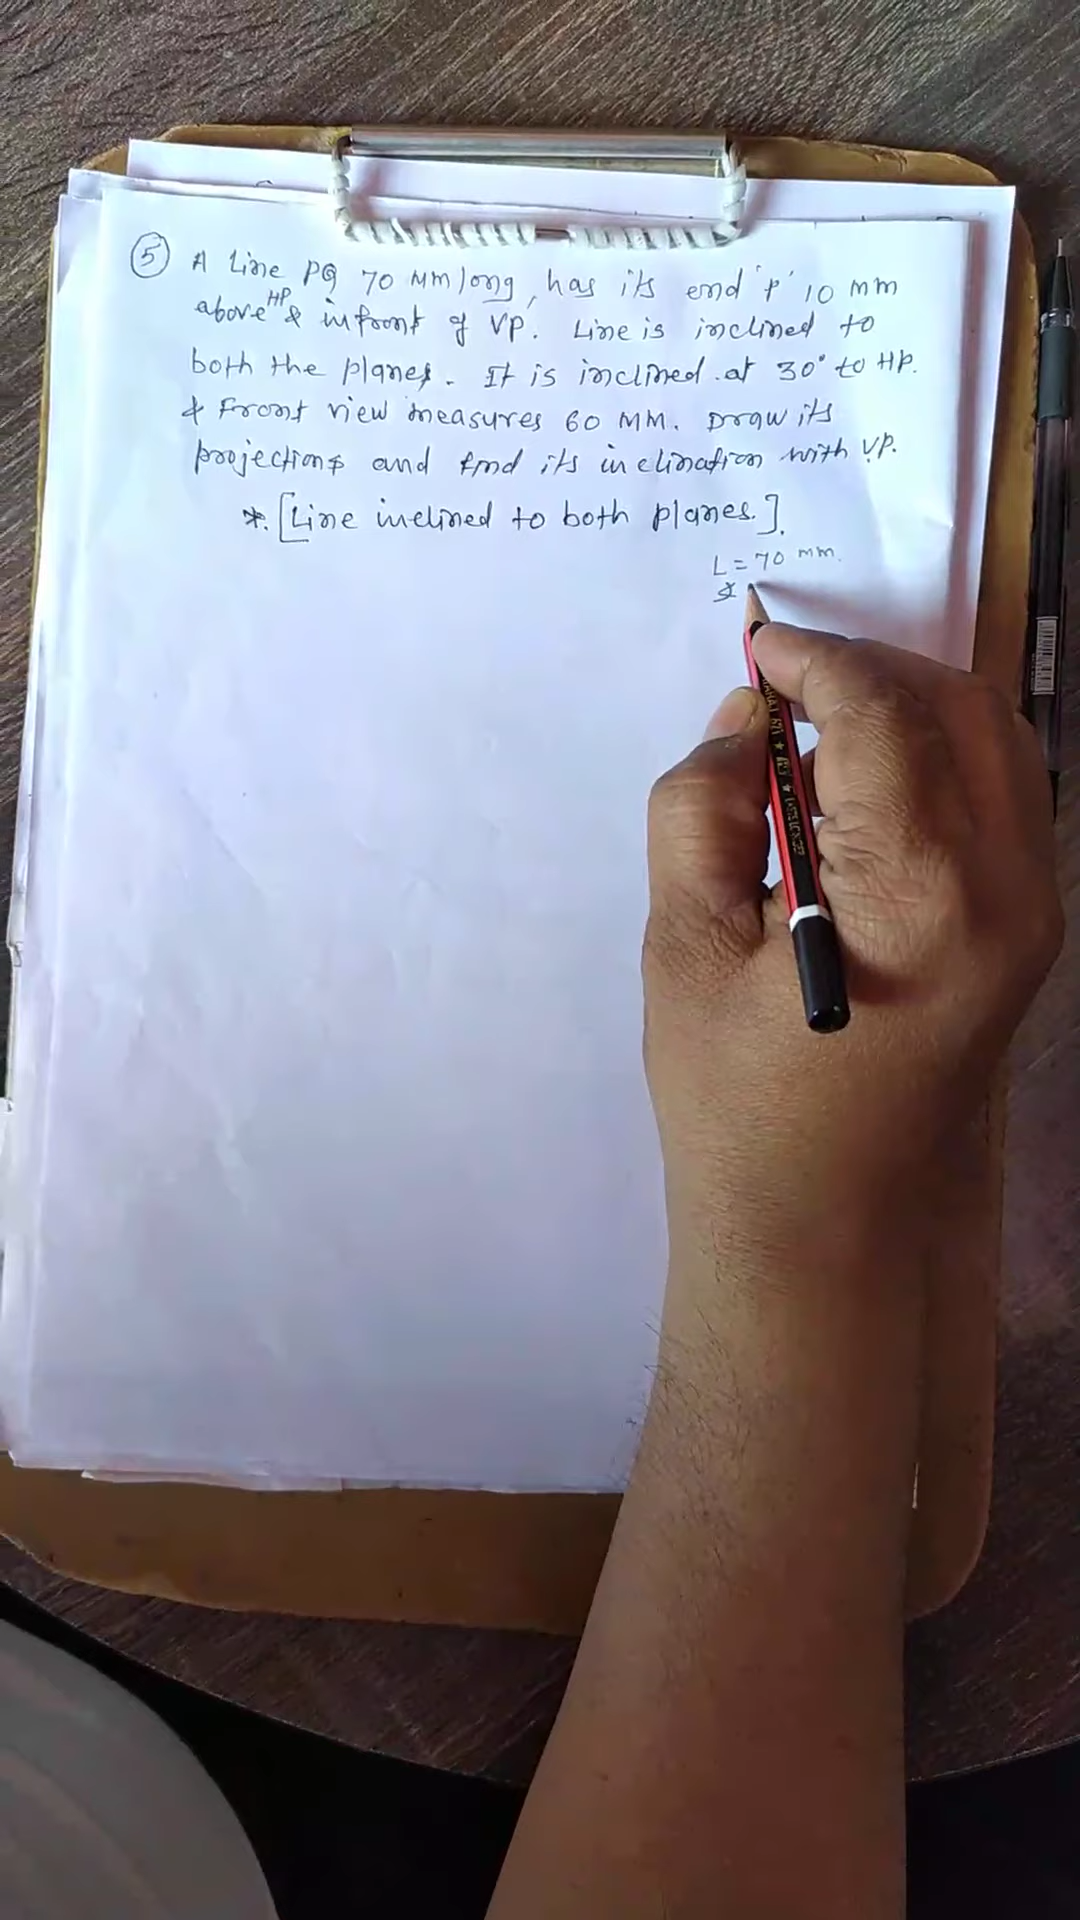 5 A Line PQ 70 MM long, has its end 'P' 10 mm
above HP & infront of VP. Line is inclined to
both the planes. It is inclined at 30° to HP.
& Front view measures 60 MM. Draw its
projections and find its inclination with VP.
*. [Line inclined to both planes.].
L = 70 mm.